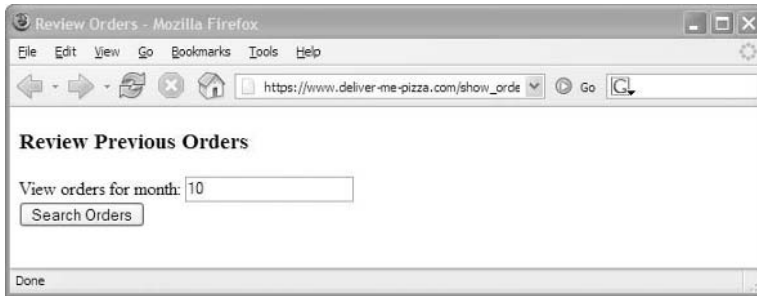 Review Orders - Mozilla Firefox
File Edit View Go Bookmarks Tools Help
https://www.deliver-me-pizza.com/show_orde Go G
Review Previous Orders
View orders for month: 10
Search Orders
Done